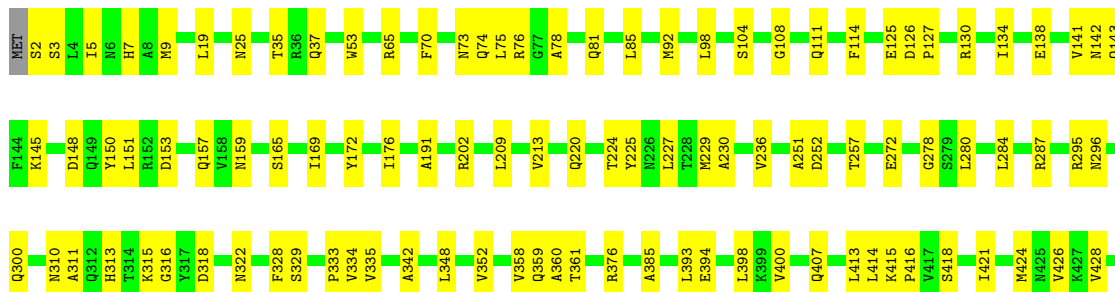 MET S2 S3 L4 I5 N6 H7 A8 M9 L19 N25 T35 R36 Q37 W53 R65 F70 N73 Q74 L75 R76 G77 A78 Q81 L85 M92 L98 S104 G108 Q111 F114 E125 D126 P127 R130 I134 E138 V141 N142
F144 K145 D148 Q149 Y150 L151 R152 D153 Q157 V158 N159 S165 I169 Y172 I176 A191 R202 L209 V213 Q220 T224 Y225 N226 L227 T228 M229 A230 V236 A251 D252 T257 E272 G278 S279 L280 L284 R287 R295 N296
Q300 N310 A311 Q312 H313 T314 K315 G316 Y317 D318 N322 F328 S329 P333 V334 V335 A342 L348 V352 V358 Q359 A360 T361 R376 A385 L393 E394 L398 K399 V400 Q407 L413 L414 K415 P416 V417 S418 I421 M424 N425 V426 K427 V428